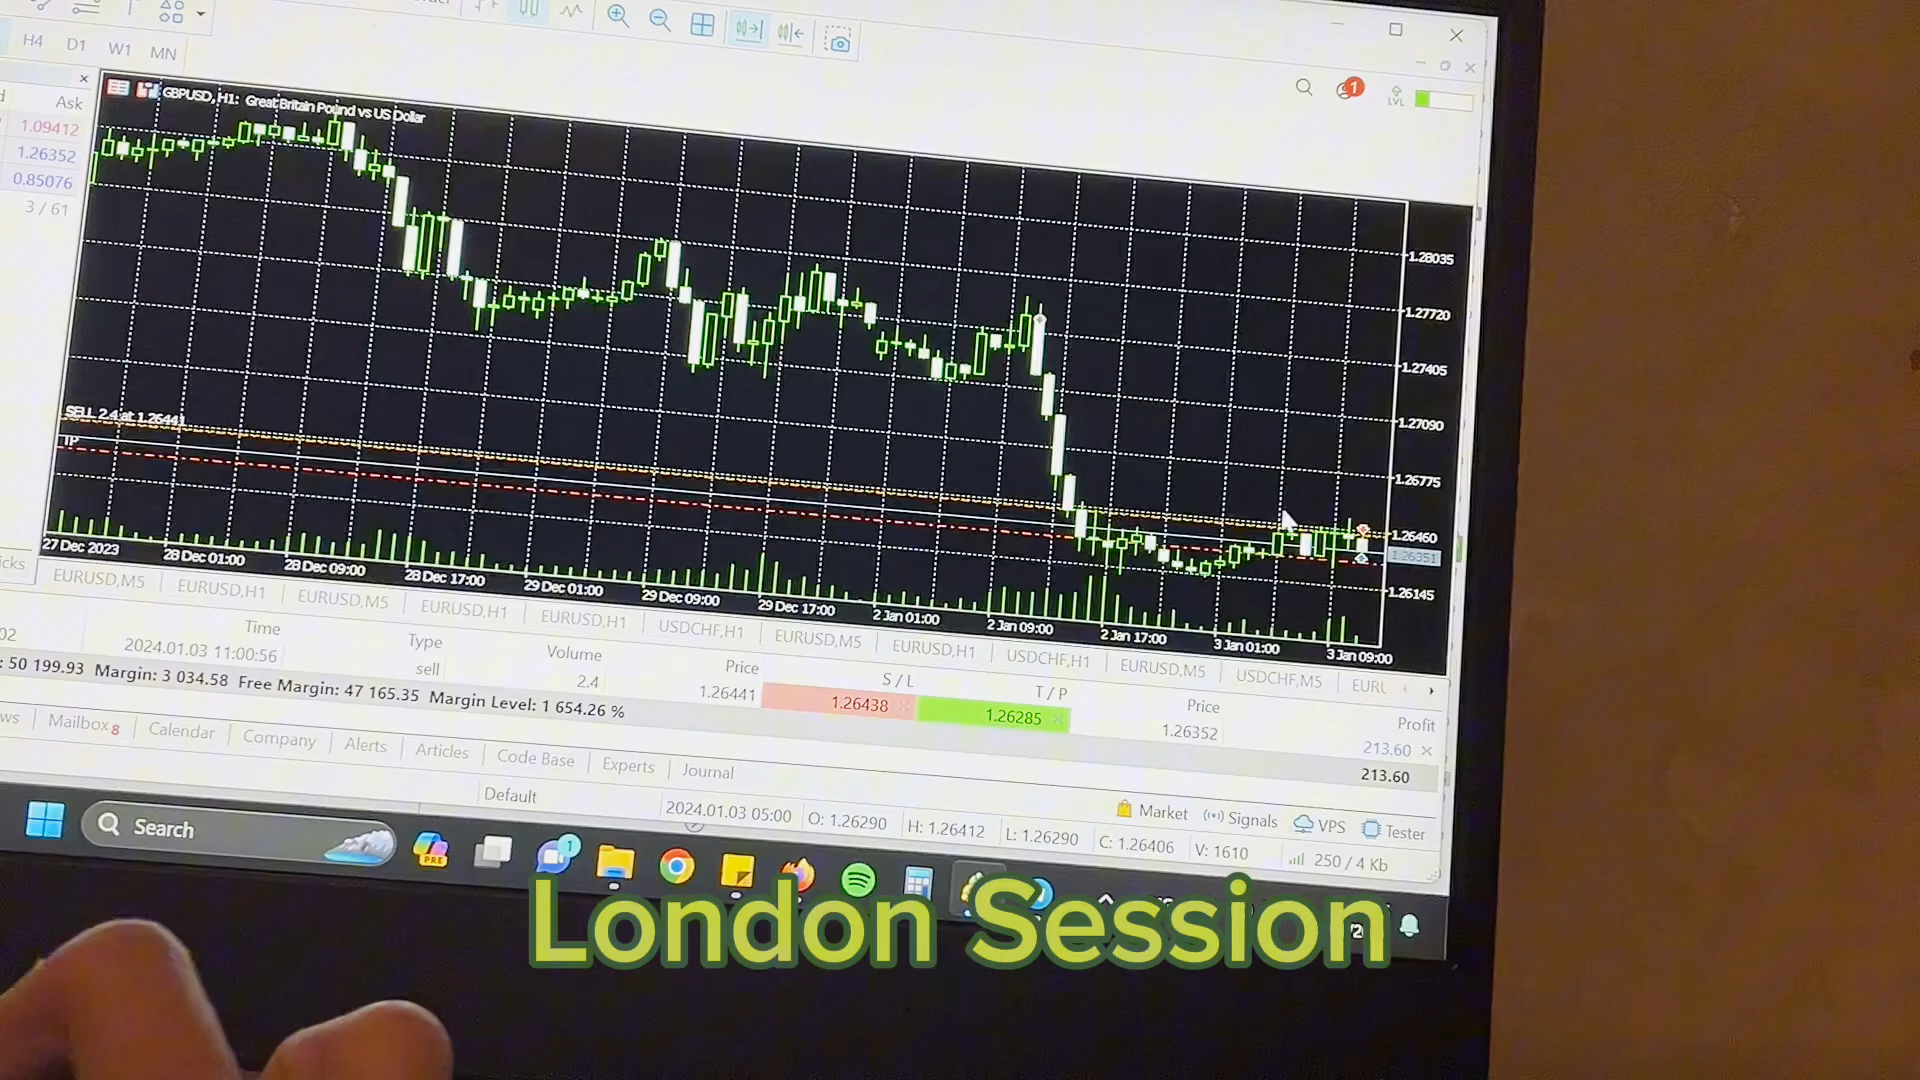 H4 D1 W1 MN
Ask
1.09412
1.26352
0.85076
3 / 61
1
LVL
GBPUSD, H1: Great Britain Pound vs US Dollar
1.28035
1.27720
1.27405
1.27090
1.26775
1.26460
1.26351
1.26145
SELL 2.4 at 1.26441
TP
27 Dec 2023 28 Dec 01:00 28 Dec 09:00 28 Dec 17:00 29 Dec 01:00 29 Dec 09:00 29 Dec 17:00 2 Jan 01:00 2 Jan 09:00 2 Jan 17:00 3 Jan 01:00 3 Jan 09:00
icks EURUSD,M5 EURUSD,H1 EURUSD,M5 EURUSD,H1 EURUSD,H1 USDCHF,H1 EURUSD,M5 EURUSD,H1 USDCHF,H1 EURUSD,M5 USDCHF,M5 EURU
Time Type Volume Price S / L T / P Price Profit
02 2024.01.03 11:00:56 sell 2.4 1.26441 1.26438 1.26285 1.26352 213.60
: 50 199.93 Margin: 3 034.58 Free Margin: 47 165.35 Margin Level: 1 654.26 % 213.60
ws Mailbox 8 Calendar Company Alerts Articles Code Base Experts Journal
Market Signals VPS Tester
Default 2024.01.03 05:00 O: 1.26290 H: 1.26412 L: 1.26290 C: 1.26406 V: 1610 250 / 4 Kb
Search
PRE
1
London Session